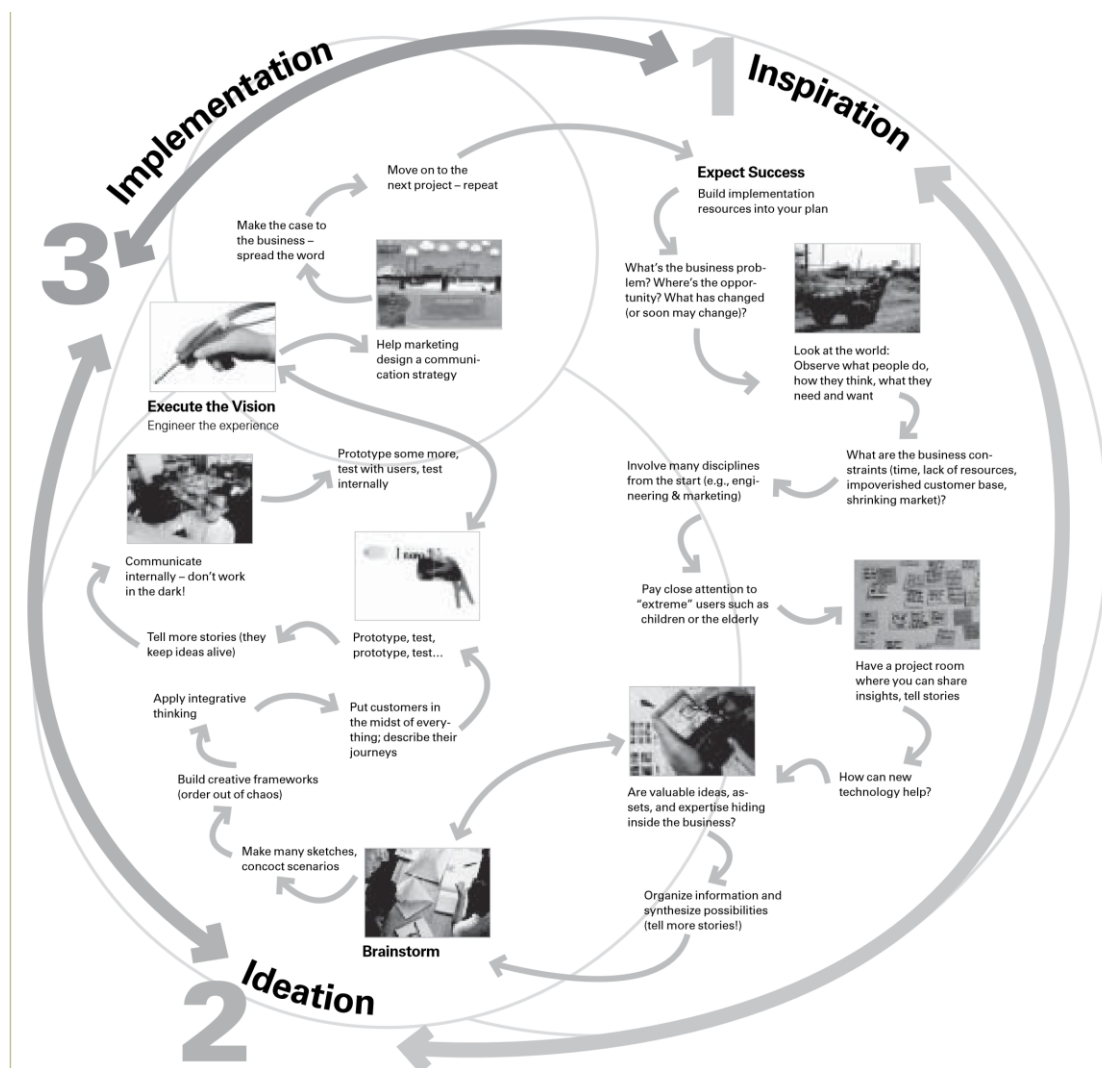 1
Inspiration
Expect Success
Build implementation
resources into your plan
What's the business prob-
lem? Where's the oppor-
tunity? What has changed
(or soon may change)?
Look at the world:
Observe what people do,
how they think, what they
need and want
What are the business con-
straints (time, lack of resources,
impoverished customer base,
shrinking market)?
Involve many disciplines
from the start (e.g., engi-
neering & marketing)
Pay close attention to
“extreme” users such as
children or the elderly
Have a project room
where you can share
insights, tell stories
How can new
technology help?
Are valuable ideas, as-
sets, and expertise hiding
inside the business?
Organize information and
synthesize possibilities
(tell more stories!)
2
Ideation
Brainstorm
Make many sketches,
concoct scenarios
Build creative frameworks
(order out of chaos)
Apply integrative
thinking
Put customers in
the midst of every-
thing; describe their
journeys
Prototype, test,
prototype, test…
Tell more stories (they
keep ideas alive)
Communicate
internally – don't work
in the dark!
Prototype some more,
test with users, test
internally
3
Implementation
Execute the Vision
Engineer the experience
Help marketing
design a communi-
cation strategy
Make the case to
the business –
spread the word
Move on to the
next project – repeat